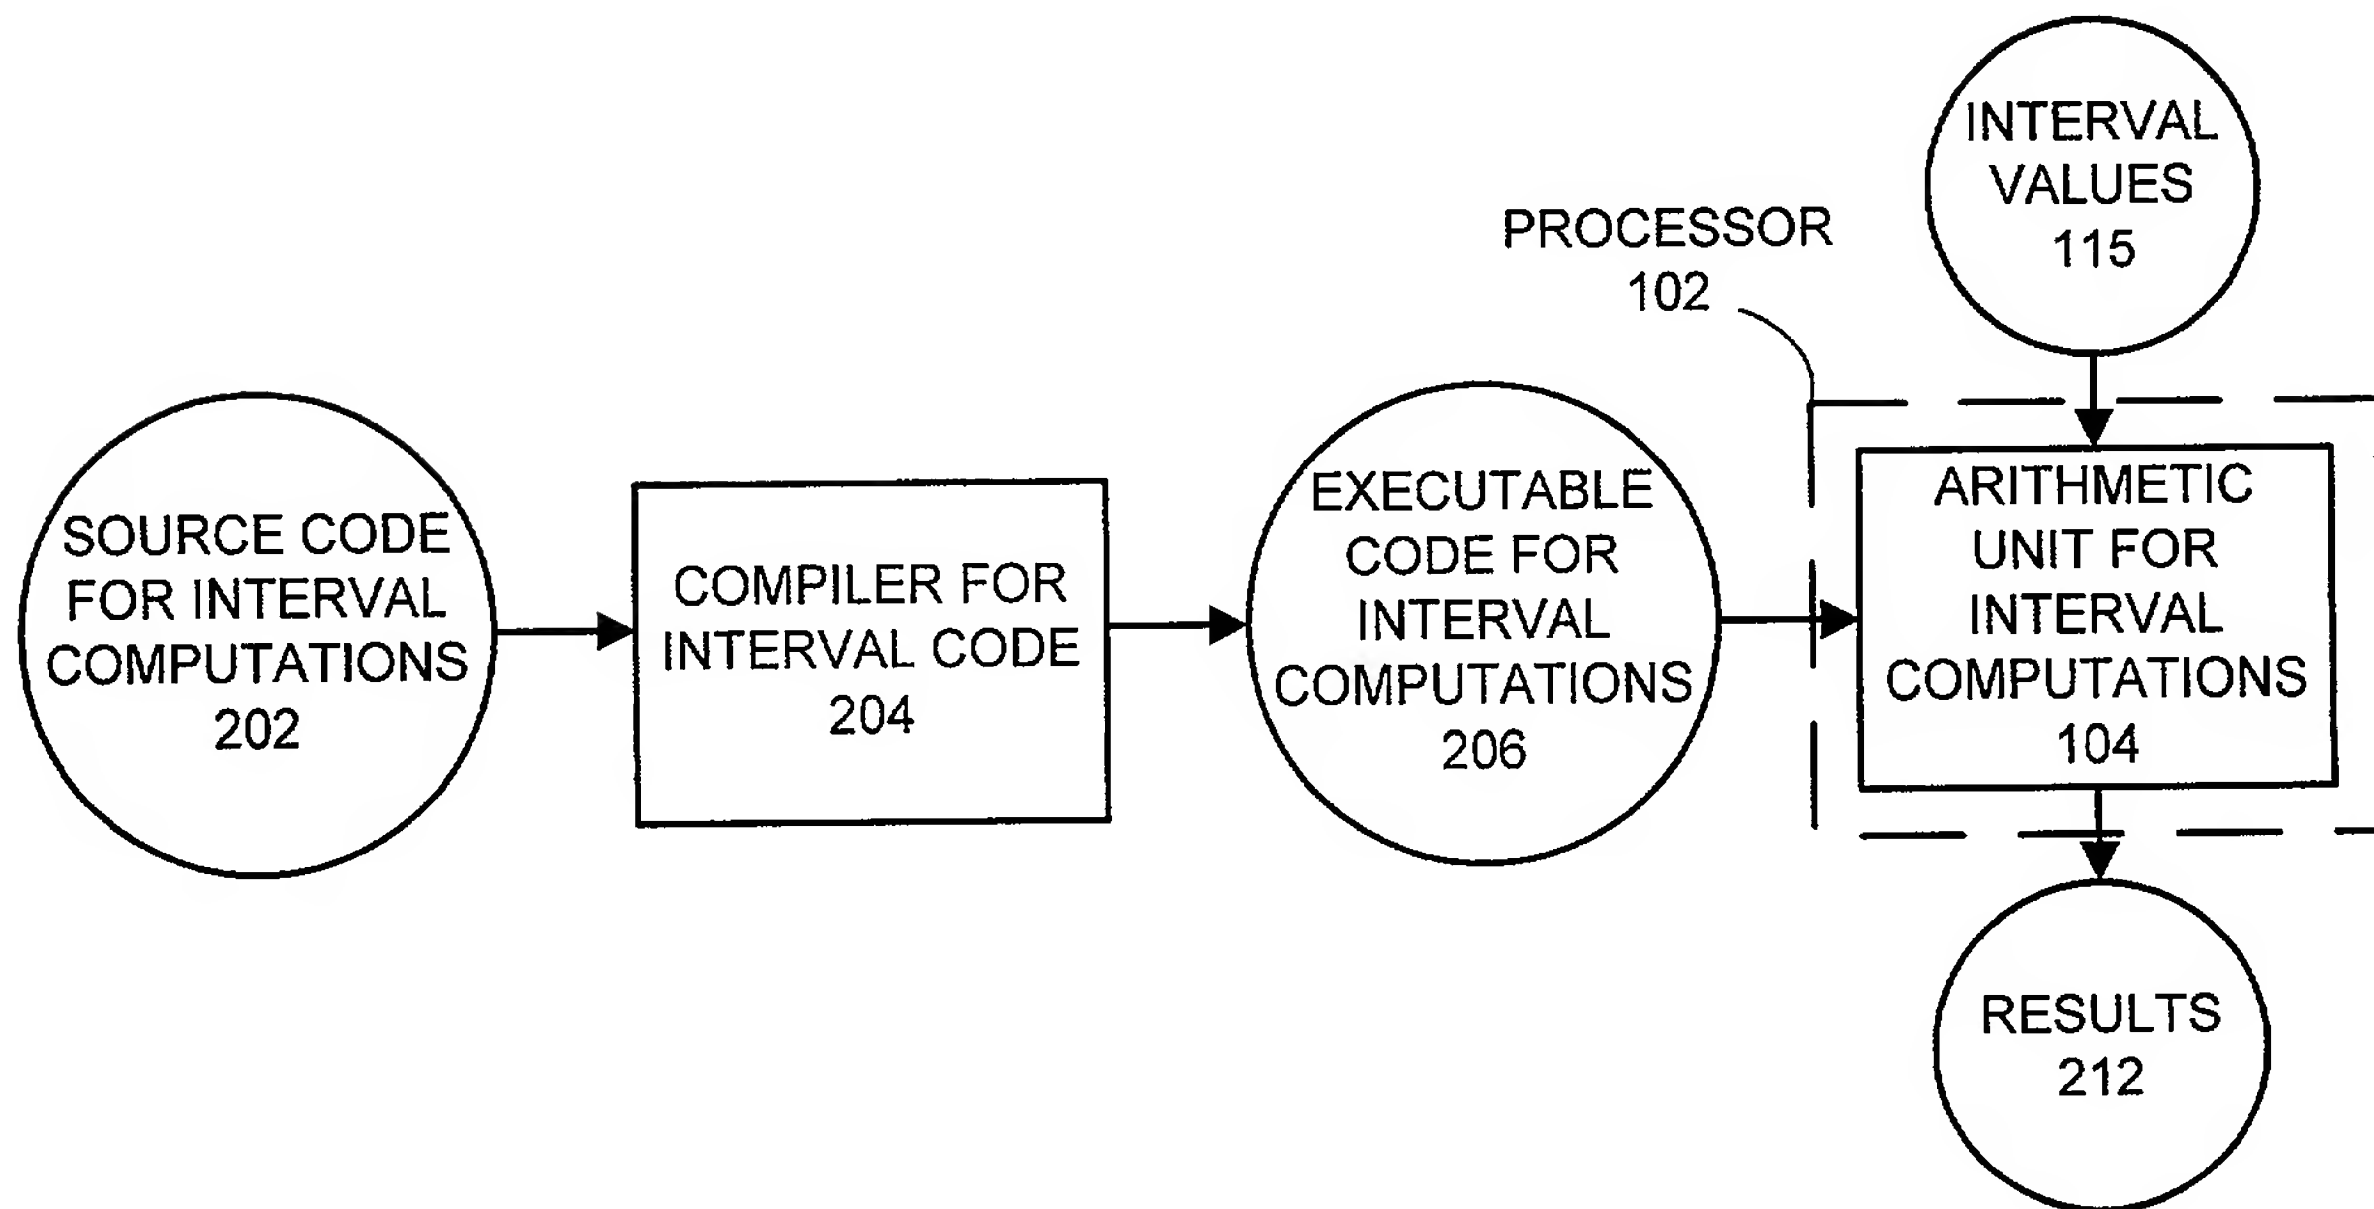 INTERVAL
VALUES
115
PROCESSOR
102
SOURCE CODE
FOR INTERVAL
COMPUTATIONS
202
COMPILER FOR
INTERVAL CODE
204
EXECUTABLE
CODE FOR
INTERVAL
COMPUTATIONS
206
ARITHMETIC
UNIT FOR
INTERVAL
COMPUTATIONS
104
RESULTS
212